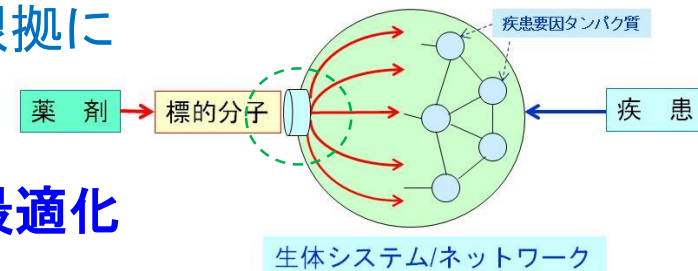 拠に
疾患要因タンパク質
薬 剤
標的分子
疾 患
最適化
生体システム/ネットワーク